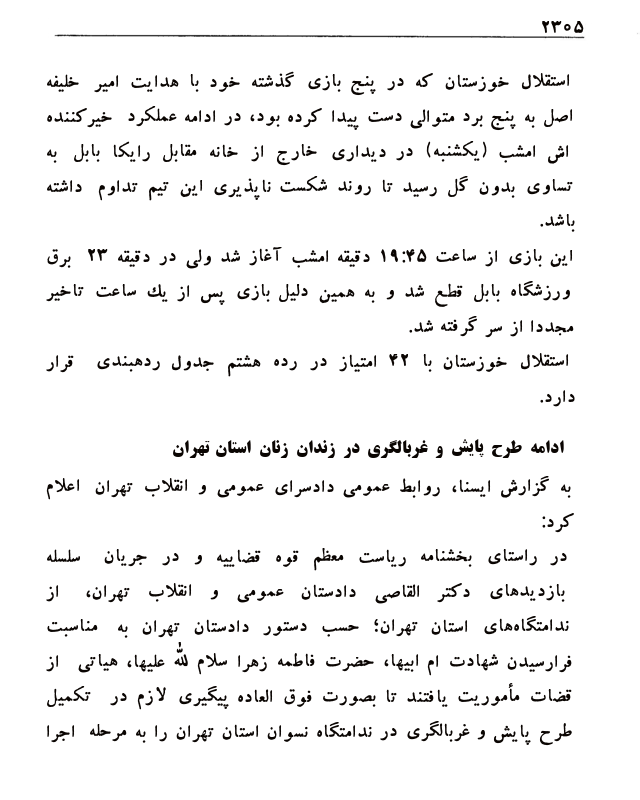 ۲۳۰۵
استقلال خوزستان که در پنج بازی گذشته خود با هدایت امیر خلیفه
اصل به پنج برد متوالی دست پیدا کرده بود، در ادامه عملکرد خیرکننده
اش امشب (یکشنبه) در دیداری خارج از خانه مقابل رایکا بابل به
تساوی بدون گل رسید تا روند شکست ناپذیری این تیم تداوم داشته
باشد.
این بازی از ساعت ۱۹:۴۵ دقیقه امشب آغاز شد ولی در دقیقه ۲۳ برق
ورزشگاه بابل قطع شد و به همین دلیل بازی پس از یك ساعت تاخیر
مجددا از سر گرفته شد.
استقلال خوزستان با ۴۲ امتیاز در رده هشتم جدول ردهبندی قرار
دارد.
ادامه طرح پایش و غربالگری در زندان زنان استان تهران
به گزارش ایسنا، روابط عمومی دادسرای عمومی و انقلاب تهران اعلام
کرد:
در راستای بخشنامه ریاست معظم قوه قضاییه و در جریان سلسله
بازدیدهای دکتر القاصی دادستان عمومی و انقلاب تهران، از
ندامتگاه‌های استان تهران؛ حسب دستور دادستان تهران به مناسبت
فرارسیدن شهادت ام ابیها، حضرت فاطمه زهرا سلام لله علیها، هیاتی از
قضات مأموریت یافتند تا بصورت فوق العاده پیگیری لازم در تکمیل
طرح پایش و غربالگری در ندامتگاه نسوان استان تهران را به مرحله اجرا